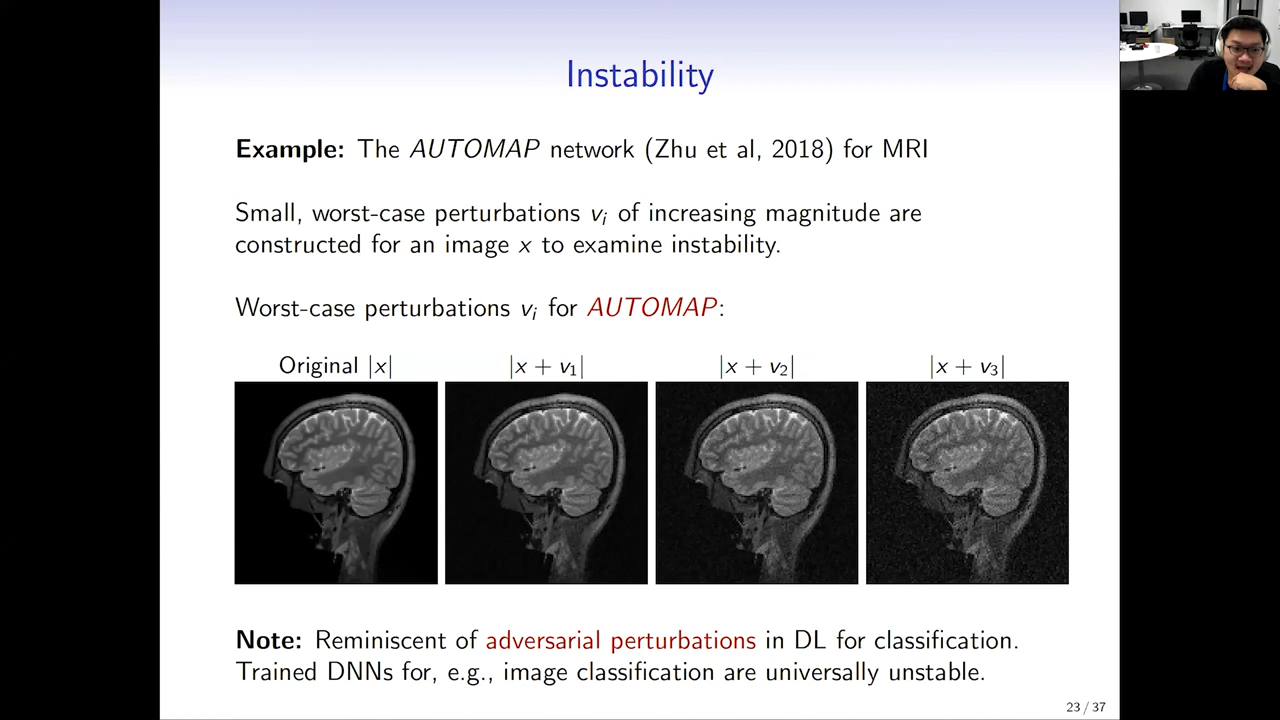 Instability
Example: The AUTOMAP network (Zhu et al, 2018) for MRI
Small, worst-case perturbations vᵢ of increasing magnitude are
constructed for an image x to examine instability.
Worst-case perturbations vᵢ for AUTOMAP:
Original |x| |x + v₁| |x + v₂| |x + v₃|
Note: Reminiscent of adversarial perturbations in DL for classification.
Trained DNNs for, e.g., image classification are universally unstable.
23 / 37